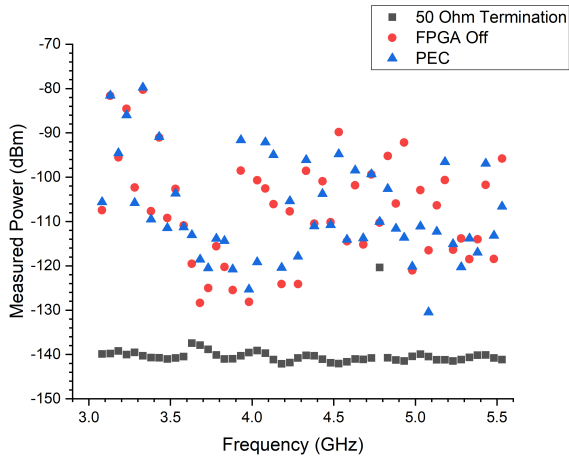 50 Ohm Termination
FPGA Off
PEC
-70
-80
-90
-100
-110
-120
-130
-140
-150
Measured Power (dBm)
3.0 3.5 4.0 4.5 5.0 5.5
Frequency (GHz)